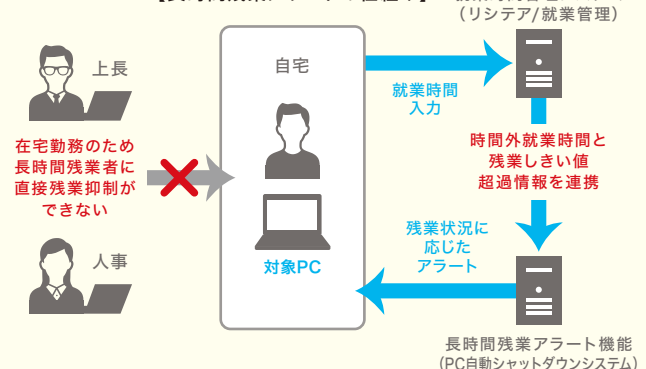 (リシテア/就業管理)
上長
自宅
就業時間
入力
在宅勤務のため
長時間残業者に
直接残業抑制が
できない
時間外就業時間と
残業しきい値
超過情報を連携
残業状況に
応じた
アラート
人事
対象PC
長時間残業アラート機能
(PC自動シャットダウンシステム)